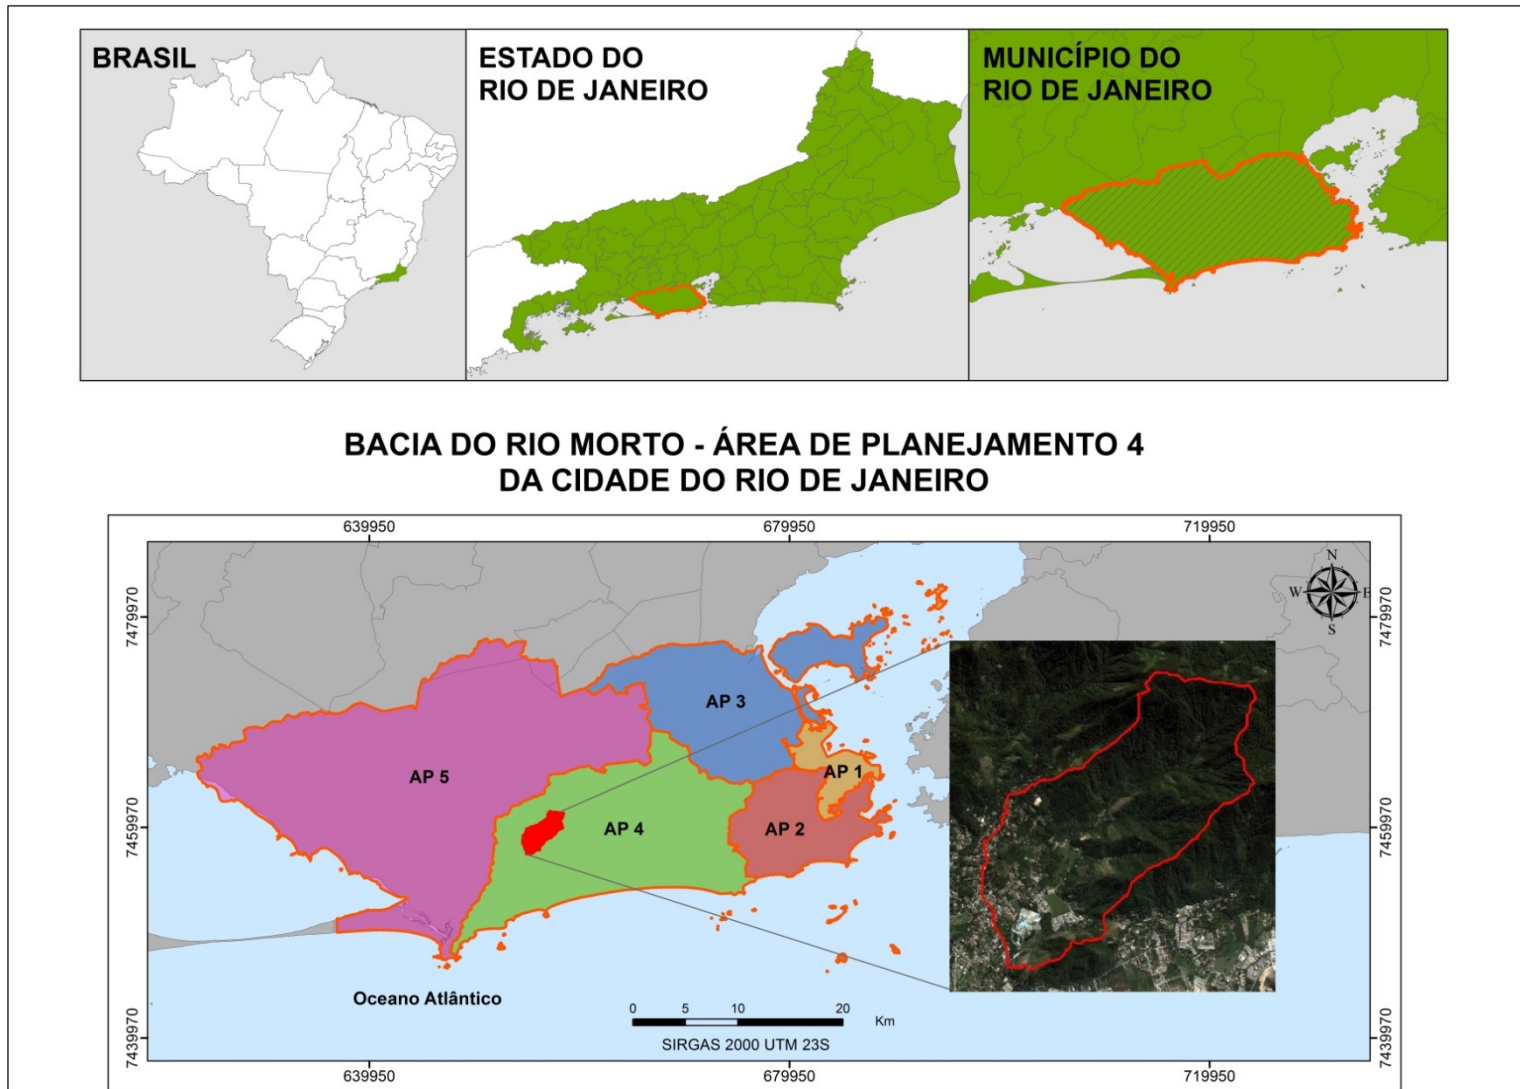 BRASIL
ESTADO DO
RIO DE JANEIRO
MUNICÍPIO DO
RIO DE JANEIRO
BACIA DO RIO MORTO - ÁREA DE PLANEJAMENTO 4
DA CIDADE DO RIO DE JANEIRO
639950
679950
719950
7479970
7479970
N
W
E
S
AP 3
AP 5
AP 1
AP 4
AP 2
7459970
7459970
Oceano Atlântico
0 5 10 20
Km
SIRGAS 2000 UTM 23S
7439970
7439970
639950
679950
719950